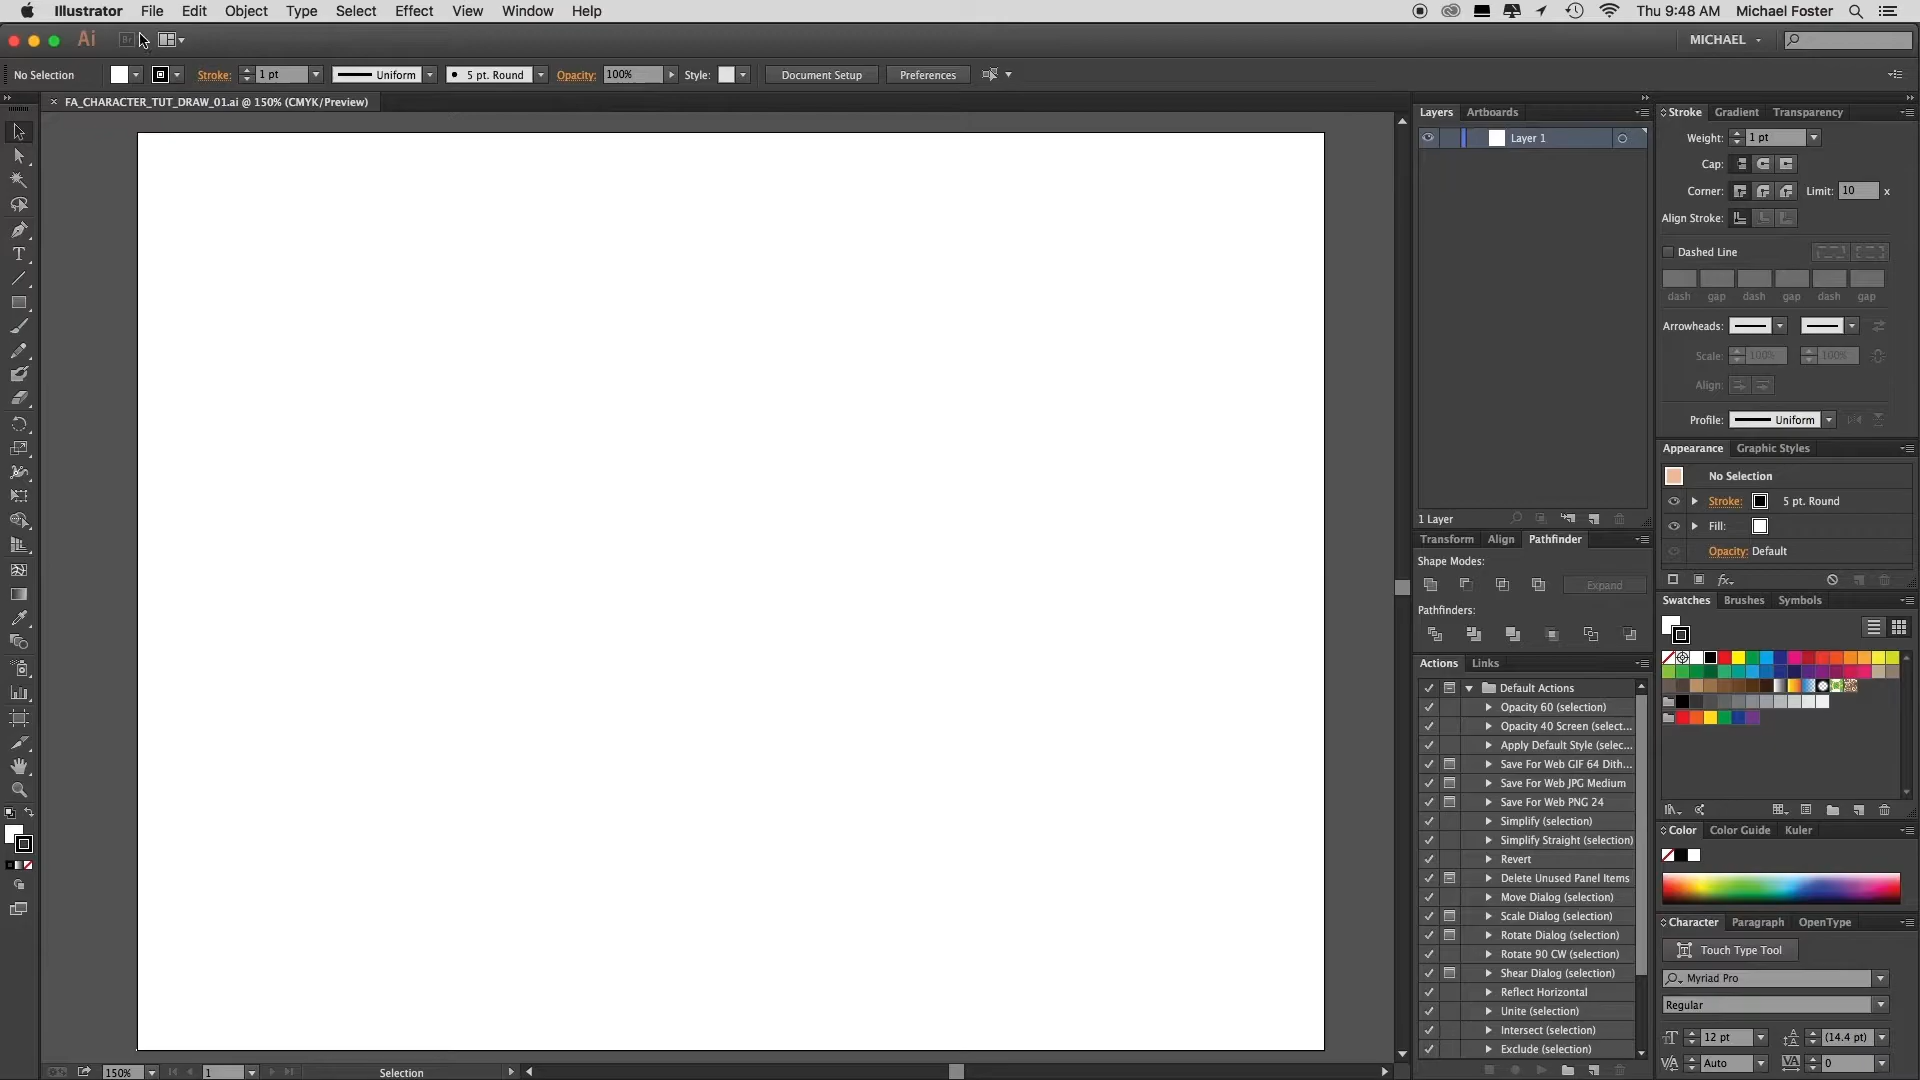 Illustrator File Edit Object Type Select Effect View Window Help Thu 9:48 AM Michael Foster
Ai Br MICHAEL
No Selection Stroke: 1 pt Uniform 5 pt. Round Opacity: 100% Style: Document Setup Preferences
× FA_CHARACTER_TUT_DRAW_01.ai @ 150% (CMYK/Preview)
Layers Artboards
Layer 1
1 Layer
Transform Align Pathfinder
Shape Modes:
Expand
Pathfinders:
Actions Links
Default Actions
Opacity 60 (selection)
Opacity 40 Screen (select...
Apply Default Style (selec...
Save For Web GIF 64 Dith...
Save For Web JPG Medium
Save For Web PNG 24
Simplify (selection)
Simplify Straight (selection)
Revert
Delete Unused Panel Items
Move Dialog (selection)
Scale Dialog (selection)
Rotate Dialog (selection)
Rotate 90 CW (selection)
Shear Dialog (selection)
Reflect Horizontal
Unite (selection)
Intersect (selection)
Exclude (selection)
Stroke Gradient Transparency
Weight: 1 pt
Cap:
Corner: Limit: 10 x
Align Stroke:
Dashed Line
dash gap dash gap dash gap
Arrowheads:
Scale: 100% 100%
Align:
Profile: Uniform
Appearance Graphic Styles
No Selection
Stroke: 5 pt. Round
Fill:
Opacity: Default
fx
Swatches Brushes Symbols
Color Color Guide Kuler
Character Paragraph OpenType
Touch Type Tool
Myriad Pro
Regular
12 pt (14.4 pt)
Auto 0
150% 1 Selection